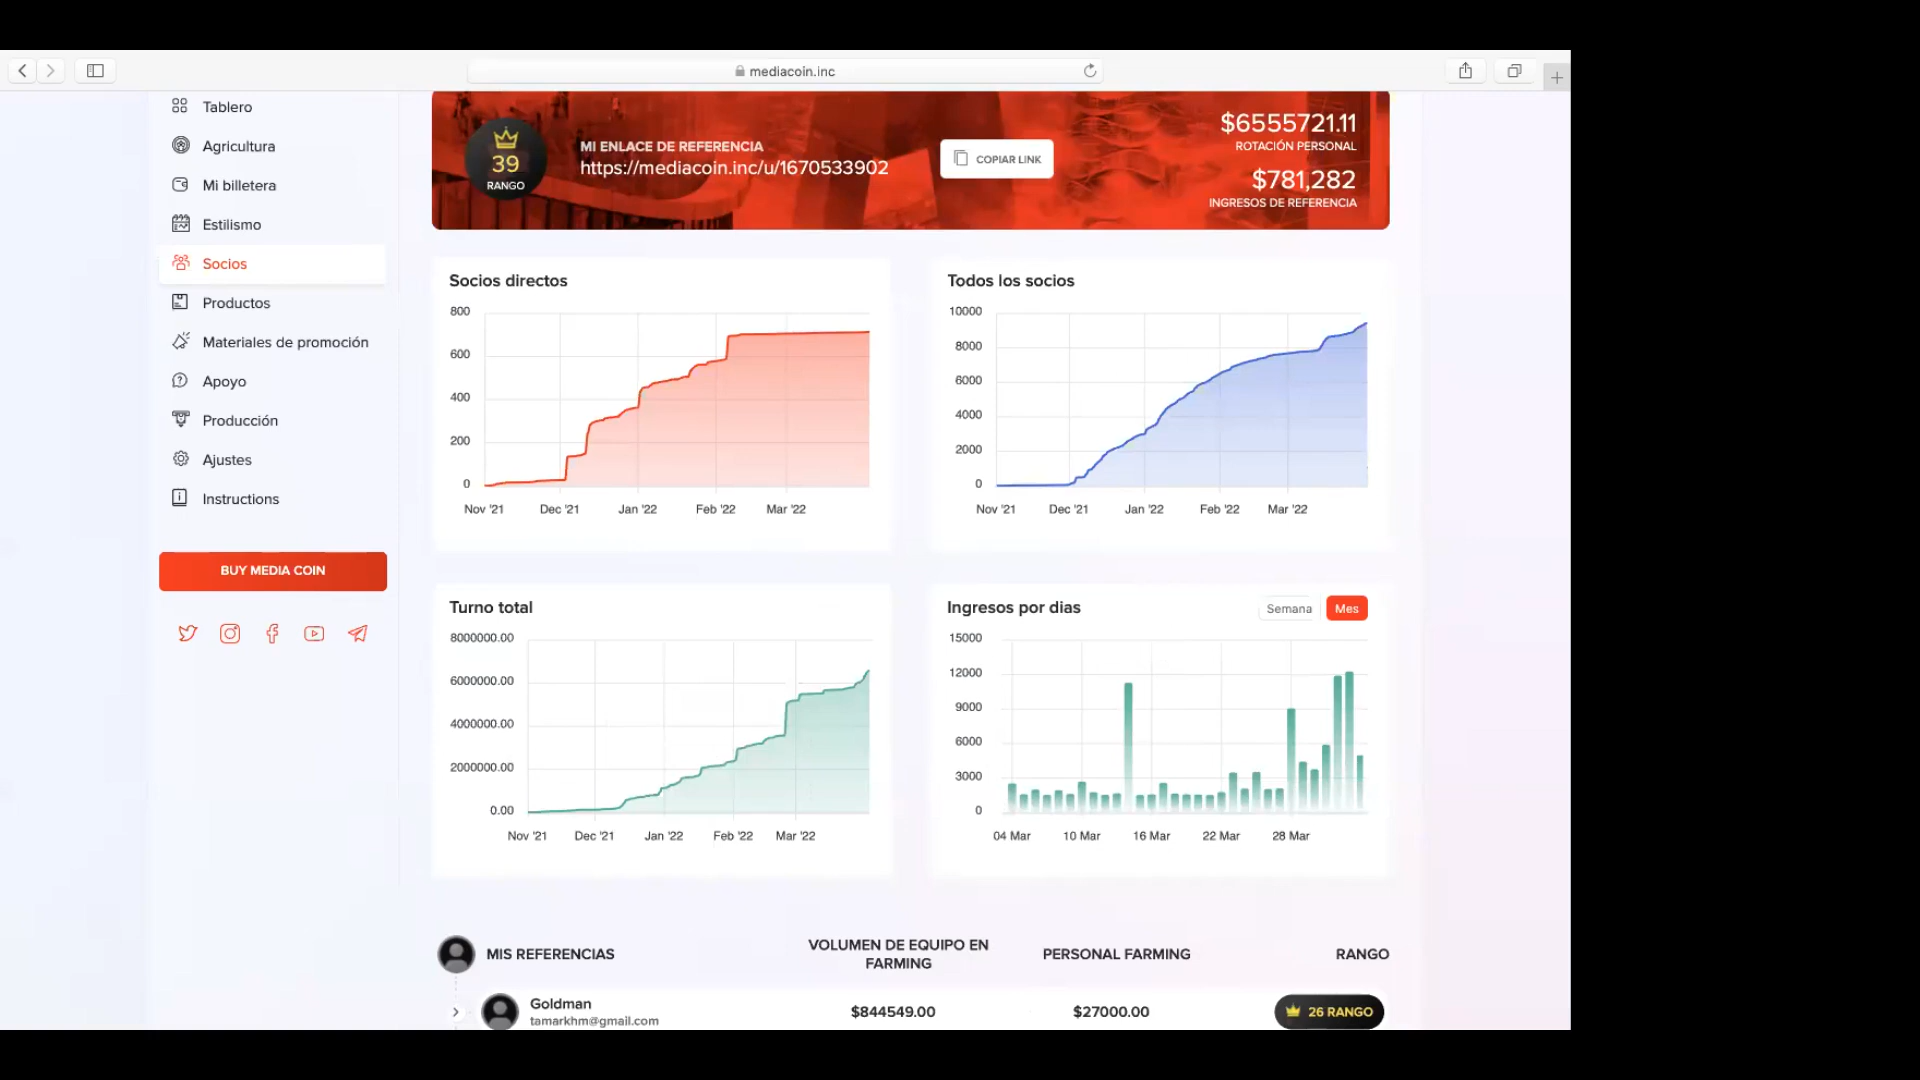 mediacoin.inc
Tablero
Agricultura
Mi billetera
Estilismo
Socios
Productos
Materiales de promoción
Apoyo
Producción
Ajustes
Instructions
BUY MEDIA COIN
39
RANGO
MI ENLACE DE REFERENCIA
https://mediacoin.inc/u/1670533902
COPIAR LINK
$6555721.11
ROTACIÓN PERSONAL
$781,282
INGRESOS DE REFERENCIA
Socios directos
800
600
400
200
0
Nov '21 Dec '21 Jan '22 Feb '22 Mar '22
Todos los socios
10000
8000
6000
4000
2000
0
Nov '21 Dec '21 Jan '22 Feb '22 Mar '22
Turno total
8000000.00
6000000.00
4000000.00
2000000.00
0.00
Nov '21 Dec '21 Jan '22 Feb '22 Mar '22
Ingresos por dias
Semana Mes
15000
12000
9000
6000
3000
0
04 Mar 10 Mar 16 Mar 22 Mar 28 Mar
MIS REFERENCIAS
VOLUMEN DE EQUIPO EN
FARMING
PERSONAL FARMING
RANGO
Goldman
tamarkhm@gmail.com
$844549.00
$27000.00
26 RANGO